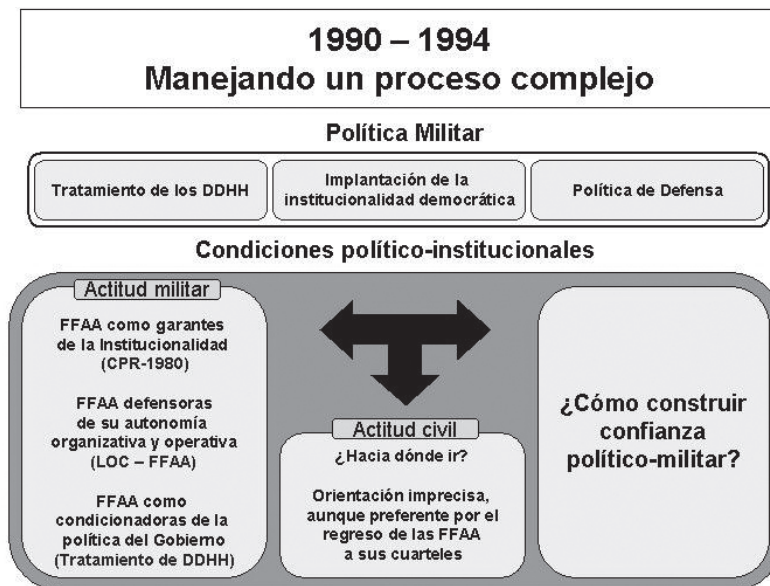 1990 – 1994
Manejando un proceso complejo
Política Militar
Tratamiento de los DDHH
Implantación de la
institucionalidad democrática
Política de Defensa
Condiciones político-institucionales
Actitud militar
FFAA como garantes
de la Institucionalidad
(CPR-1980)
FFAA defensoras
de su autonomía
organizativa y operativa
(LOC – FFAA)
FFAA como
condicionadoras de la
política del Gobierno
(Tratamiento de DDHH)
Actitud civil
¿Hacia dónde ir?
Orientación imprecisa,
aunque preferente por el
regreso de las FFAA
a sus cuarteles
¿Cómo construir
confianza
político-militar?